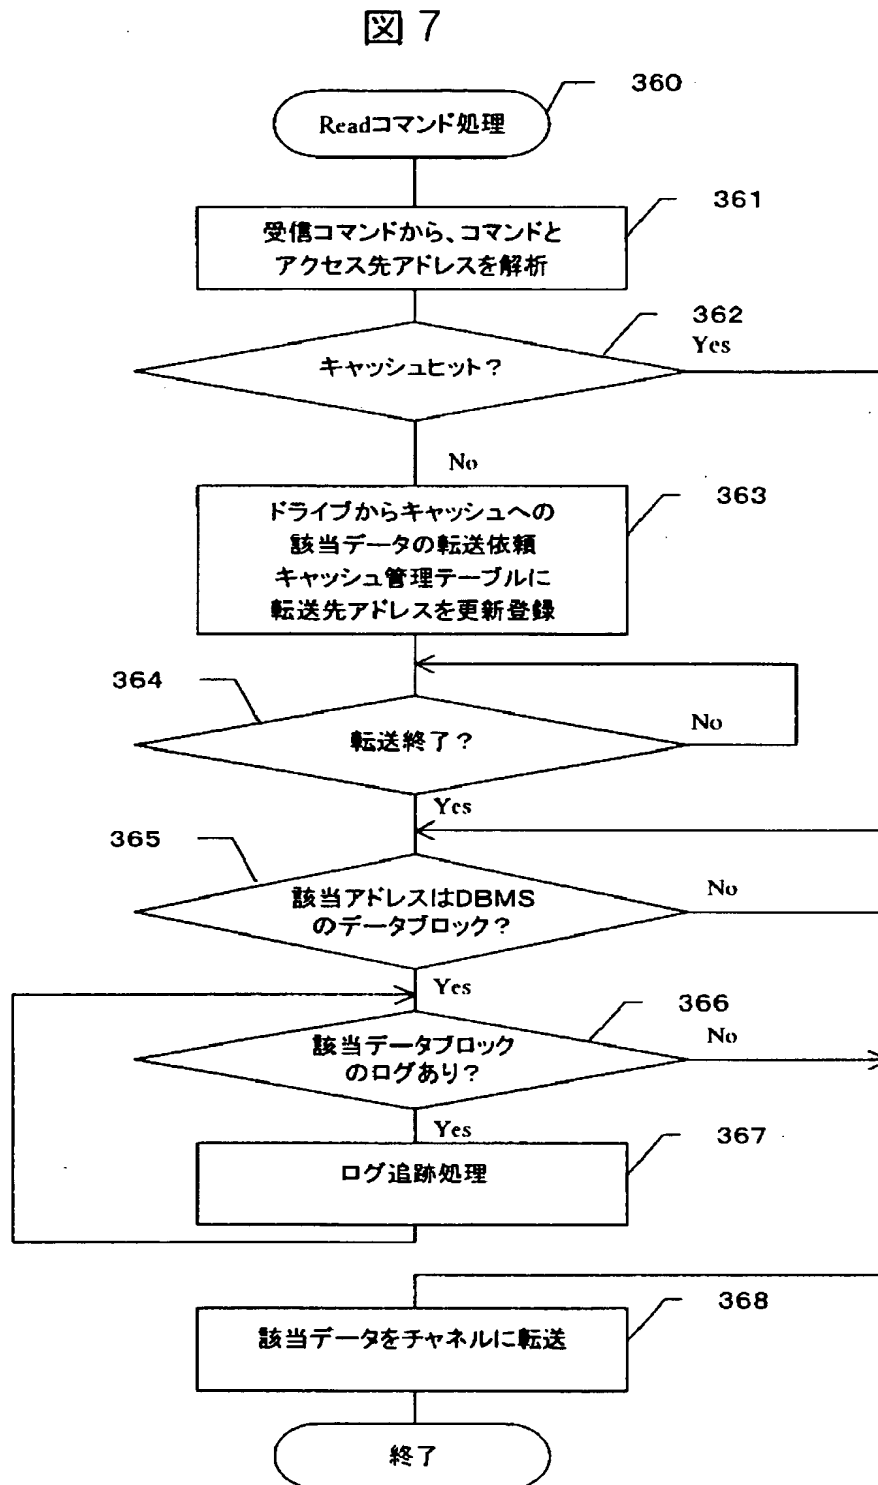 図7
360
Readコマンド処理
361
受信コマンドから、コマンドと
アクセス先アドレスを解析
362
Yes
キャッシュヒット?
No
363
ドライブからキャッシュへの
該当データの転送依頼
キャッシュ管理テーブルに
転送先アドレスを更新登録
364
No
転送終了?
Yes
365
No
該当アドレスはDBMS
のデータブロック?
Yes
366
No
該当データブロック
のログあり?
Yes
367
ログ追跡処理
368
該当データをチャネルに転送
終了